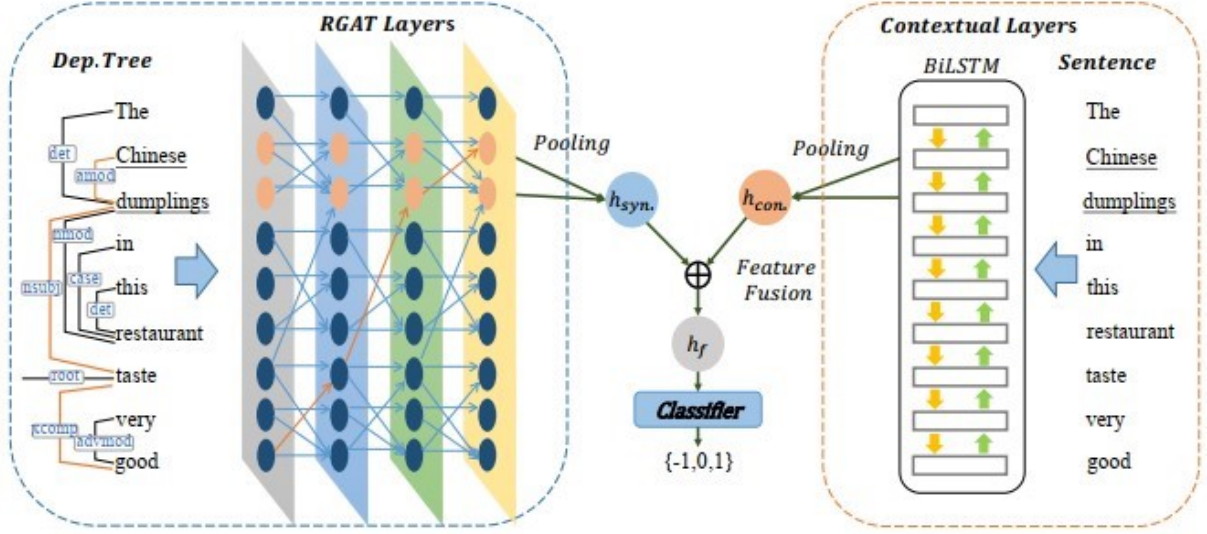 RGAT Layers
Dep.Tree
The
Chinese
dumplings
in
this
restaurant
taste
very
good
det
amod
nmod
case
nsubj
det
root
xcomp
advmod
Pooling
h_syn.
Pooling
h_con.
⊕
Feature
Fusion
h_f
Classifier
{-1,0,1}
Contextual Layers
BiLSTM
Sentence
The
Chinese
dumplings
in
this
restaurant
taste
very
good